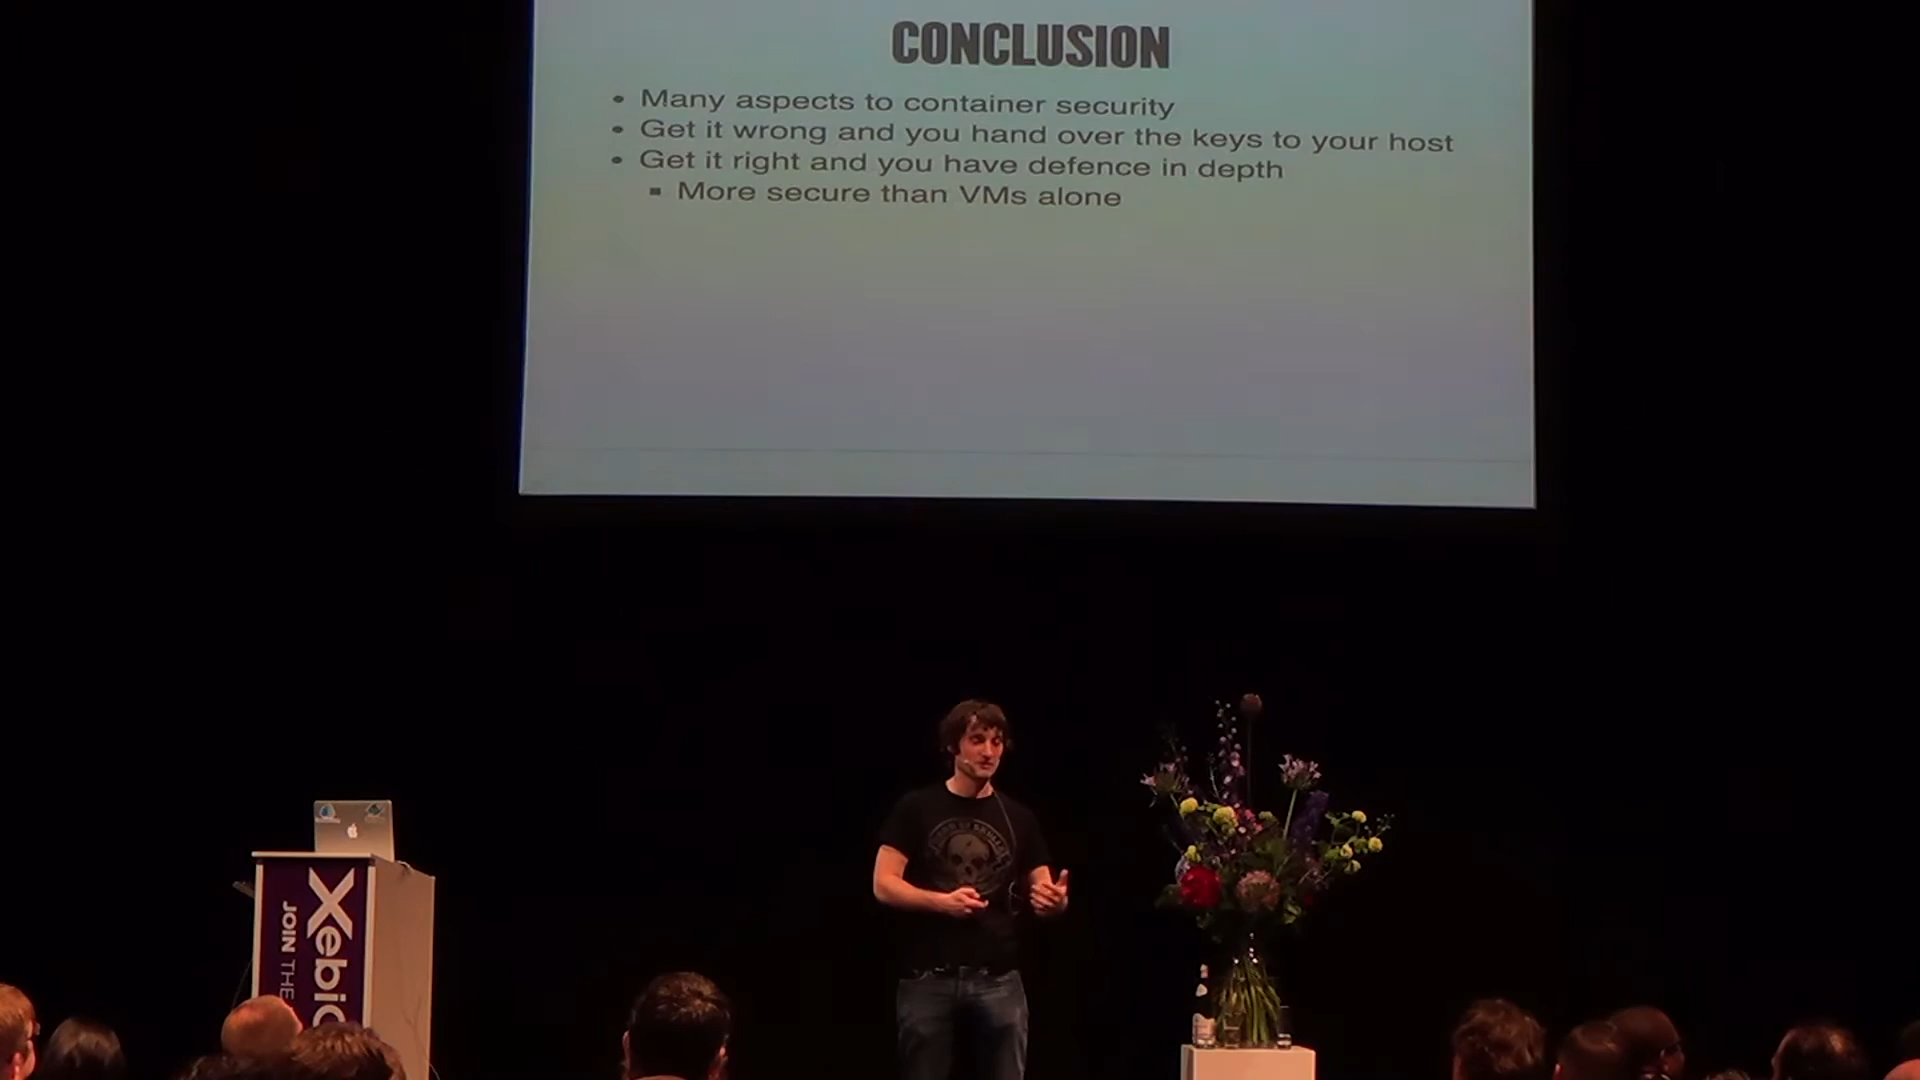 CONCLUSION
• Many aspects to container security
• Get it wrong and you hand over the keys to your host
• Get it right and you have defence in depth
▪ More secure than VMs alone
Xebia
JOIN THE